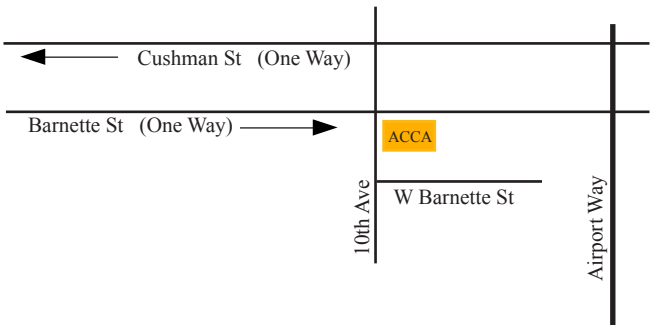 Cushman St (One Way)
Barnette St (One Way)
ACCA
W Barnette St
10th Ave
Airport Way